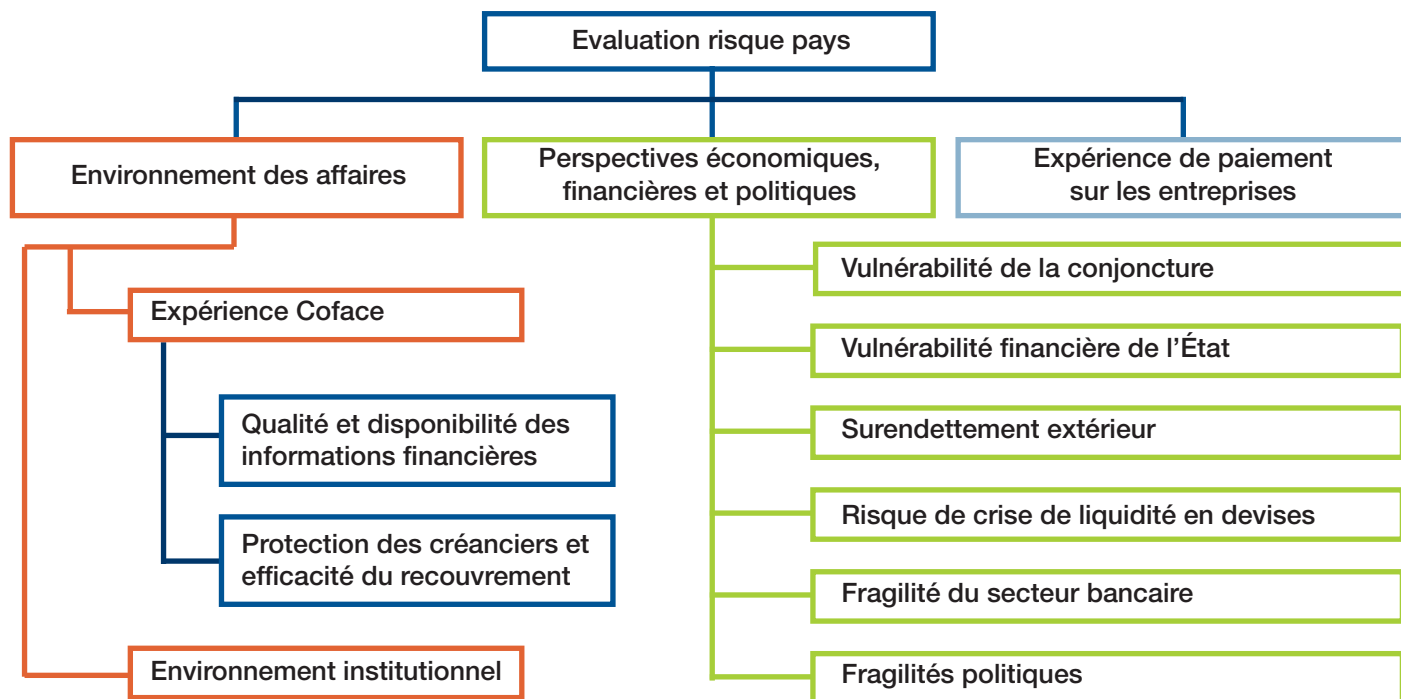 Evaluation risque pays
Environnement des affaires
Perspectives économiques,
financières et politiques
Expérience de paiement
sur les entreprises
Expérience Coface
Qualité et disponibilité des
informations financières
Protection des créanciers et
efficacité du recouvrement
Environnement institutionnel
Vulnérabilité de la conjoncture
Vulnérabilité financière de l’État
Surendettement extérieur
Risque de crise de liquidité en devises
Fragilité du secteur bancaire
Fragilités politiques